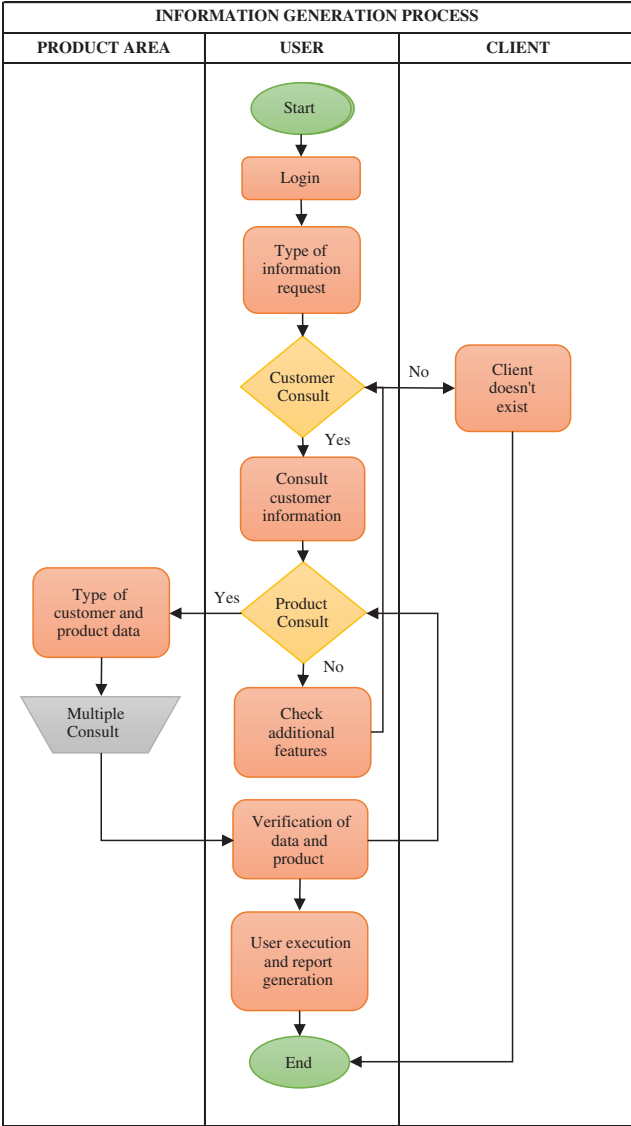 INFORMATION GENERATION PROCESS
PRODUCT AREA
USER
CLIENT
Start
Login
Type of
information
request
Customer
Consult
No
Client
doesn't
exist
Yes
Consult
customer
information
Product
Consult
Yes
Type of
customer and
product data
No
Multiple
Consult
Check
additional
features
Verification of
data and
product
User execution
and report
generation
End